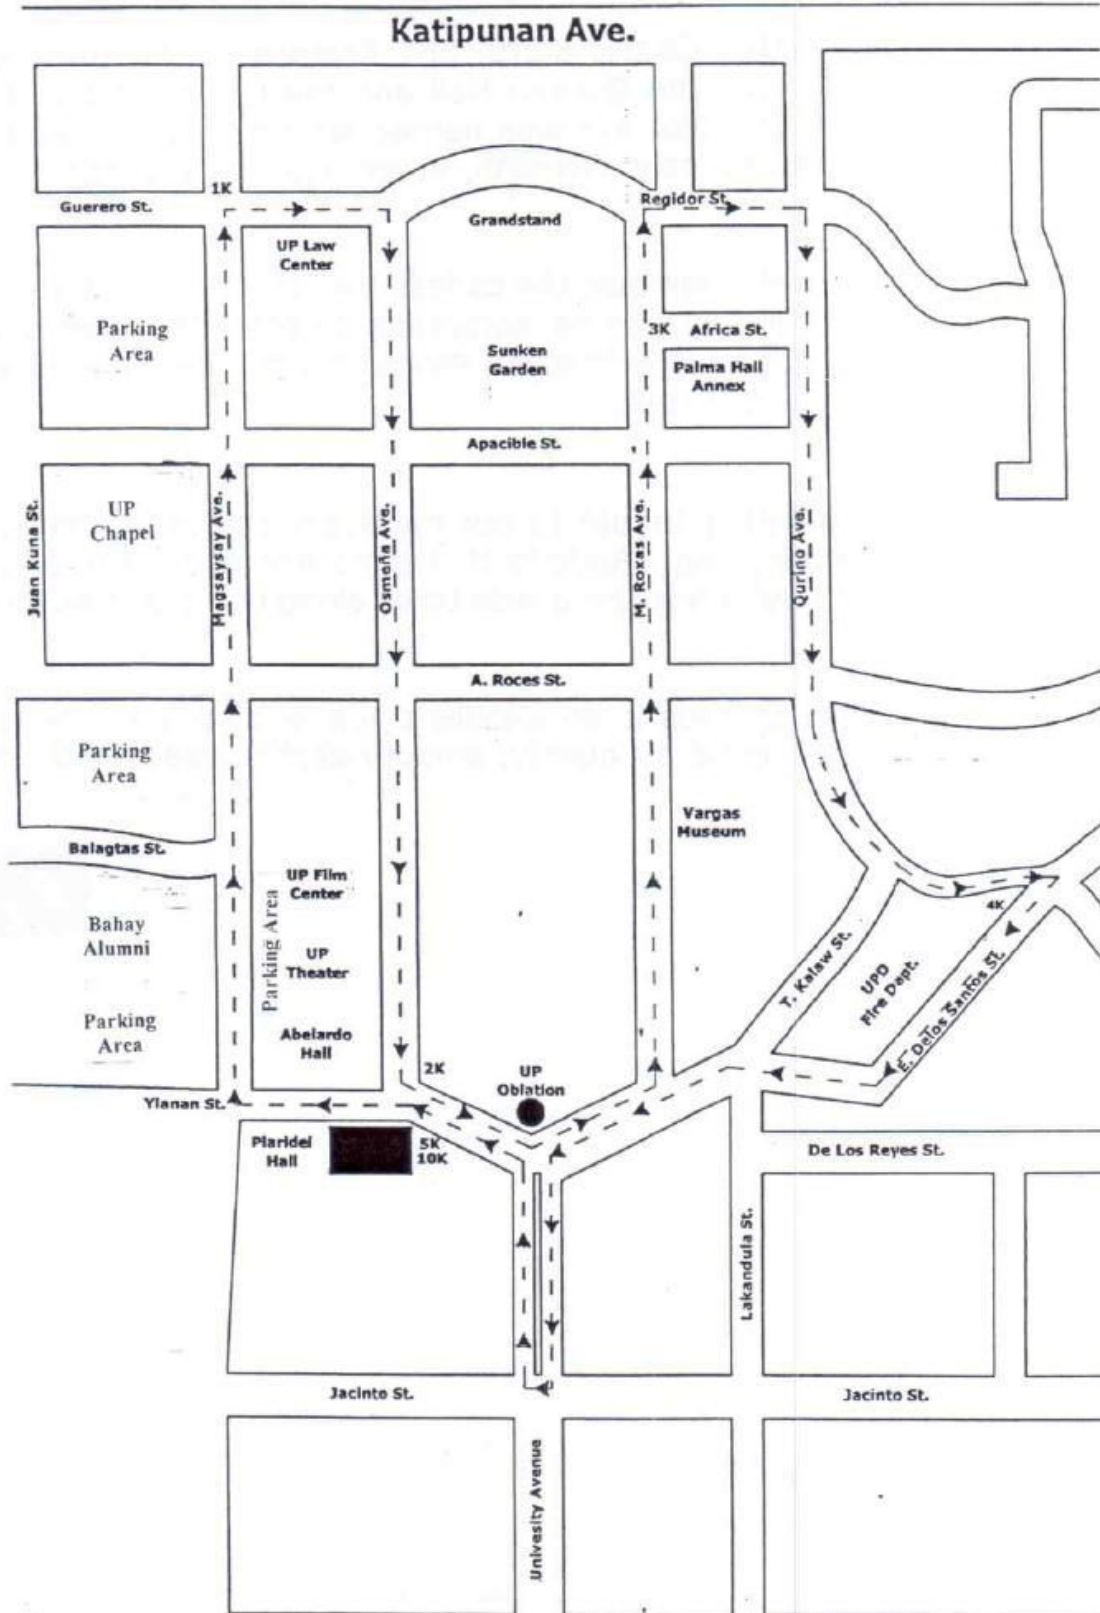 Katipunan Ave.
1K
Guerero St.
Regidor St.
Grandstand
UP Law
Center
Parking
Area
3K
Africa St.
Sunken
Garden
Palma Hall
Annex
Apacible St.
UP
Chapel
Juan Kuna St.
Magsaysay Ave.
Osmaña Ave.
M. Roxas Ave.
Qurino Ave.
A. Roces St.
Parking
Area
Vargas
Museum
Balagtas St.
UP Film
Center
4K
Bahay
Alumni
Parking Area
UP
Theater
T. Kalaw St.
UPD
Fire Dept.
E. Delos Santos St.
Parking
Area
Abelardo
Hall
2K
UP
Oblation
Ylanan St.
Plaridel
Hall
5K
10K
De Los Reyes St.
Lakandula St.
Jacinto St.
Jacinto St.
Univesity Avenue